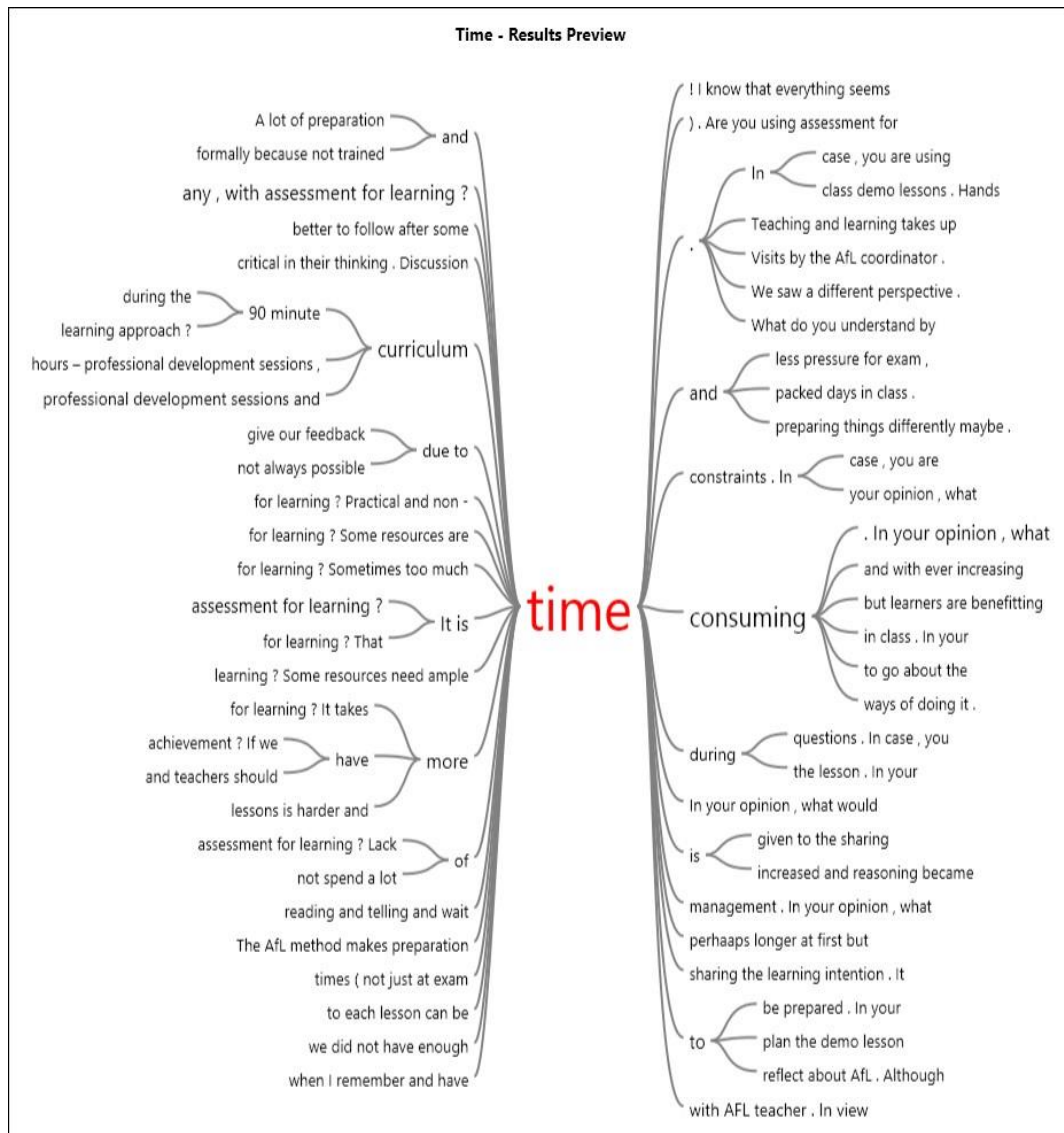 Time - Results Preview
A lot of preparation
formally because not trained
and
any , with assessment for learning ?
better to follow after some
critical in their thinking . Discussion
during the
learning approach ?
90 minute
hours – professional development sessions ,
professional development sessions and
curriculum
give our feedback
not always possible
due to
for learning ? Practical and non -
for learning ? Some resources are
for learning ? Sometimes too much
assessment for learning ?
for learning ? That
It is
learning ? Some resources need ample
for learning ? It takes
achievement ? If we
and teachers should
have
lessons is harder and
more
assessment for learning ? Lack
not spend a lot
of
reading and telling and wait
The AfL method makes preparation
times ( not just at exam
to each lesson can be
we did not have enough
when I remember and have
time
! I know that everything seems
) . Are you using assessment for
.
In
case , you are using
class demo lessons . Hands
Teaching and learning takes up
Visits by the AfL coordinator .
We saw a different perspective .
What do you understand by
and
less pressure for exam ,
packed days in class .
preparing things differently maybe .
constraints . In
case , you are
your opinion , what
consuming
. In your opinion , what
and with ever increasing
but learners are benefitting
in class . In your
to go about the
ways of doing it .
during
questions . In case , you
the lesson . In your
In your opinion , what would
is
given to the sharing
increased and reasoning became
management . In your opinion , what
perhaaps longer at first but
sharing the learning intention . It
to
be prepared . In your
plan the demo lesson
reflect about AfL . Although
with AFL teacher . In view